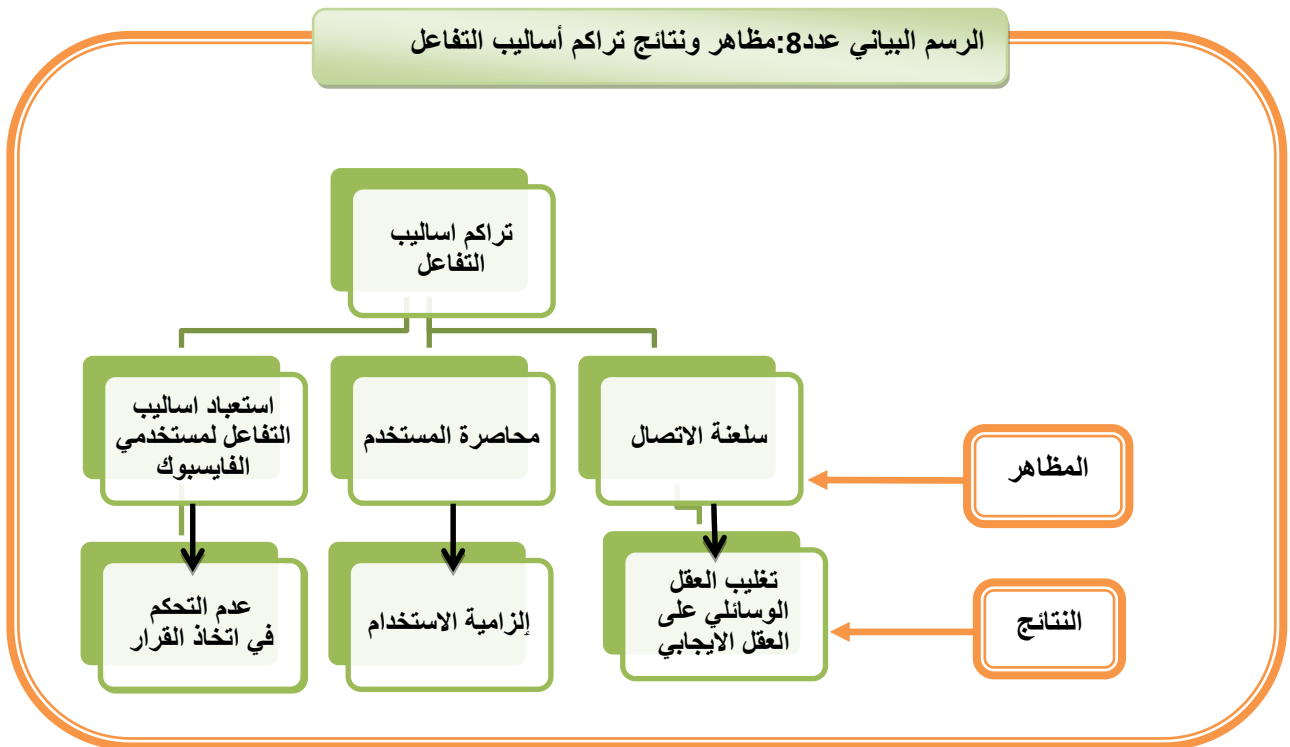 الرسم البياني عدد8:مظاهر ونتائج تراكم أساليب التفاعل
تراكم اساليب
التفاعل
سلعنة الاتصال
محاصرة المستخدم
استعباد اساليب
التفاعل لمستخدمي
الفايسبوك
المظاهر
تغليب العقل
الوسائلي على
العقل الايجابي
إلزامية الاستخدام
عدم التحكم
في اتخاذ القرار
النتائج